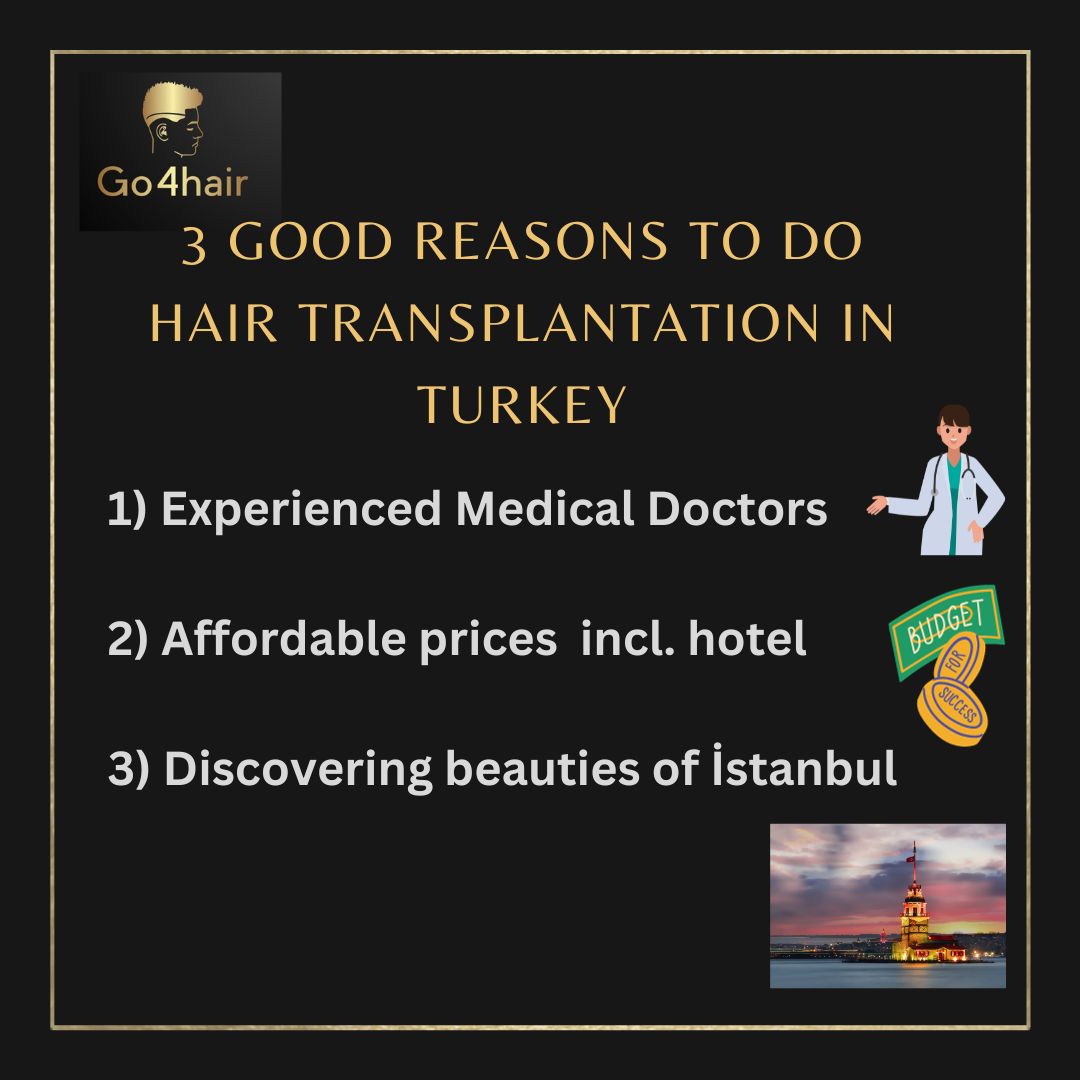 Go4hair
3 GOOD REASONS TO DO
HAIR TRANSPLANTATION IN
TURKEY
1) Experienced Medical Doctors
2) Affordable prices  incl. hotel
BUDGET
FOR
SUCCESS
3) Discovering beauties of İstanbul